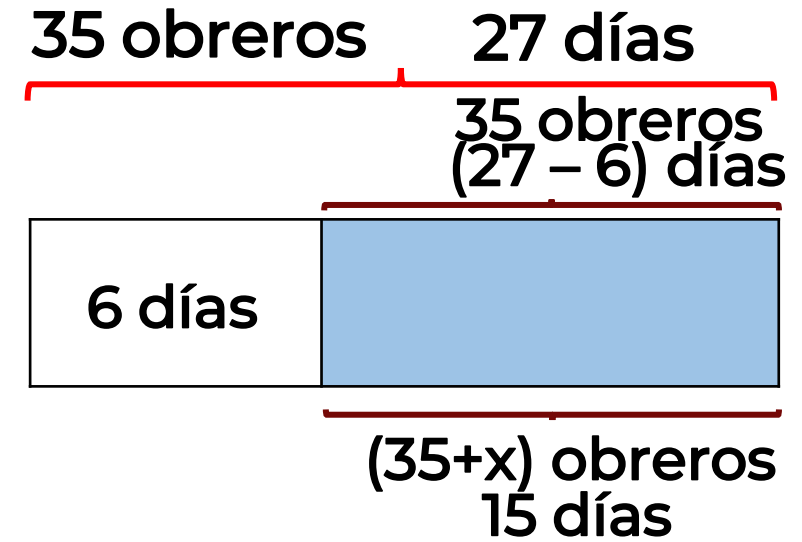 35 obreros 27 días
35 obreros
(27 – 6) días
6 días
(35+x) obreros
15 días